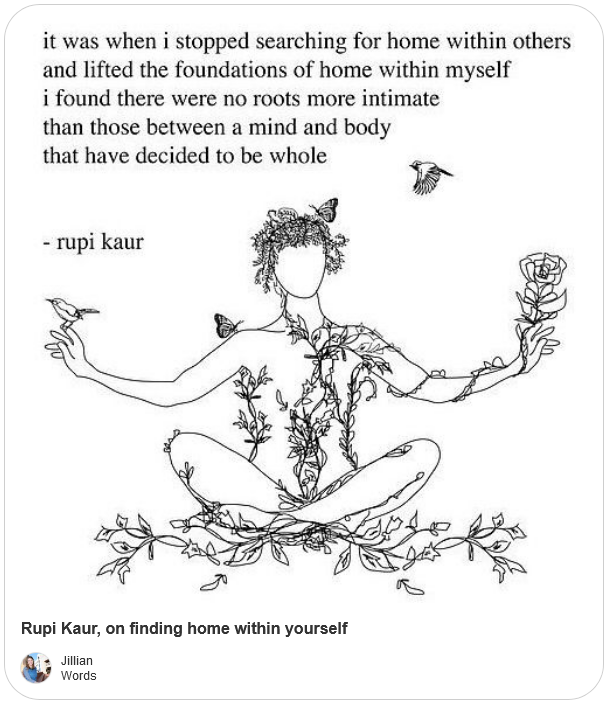 it was when i stopped searching for home within others
and lifted the foundations of home within myself
i found there were no roots more intimate
than those between a mind and body
that have decided to be whole
- rupi kaur
Rupi Kaur, on finding home within yourself
Jillian
Words